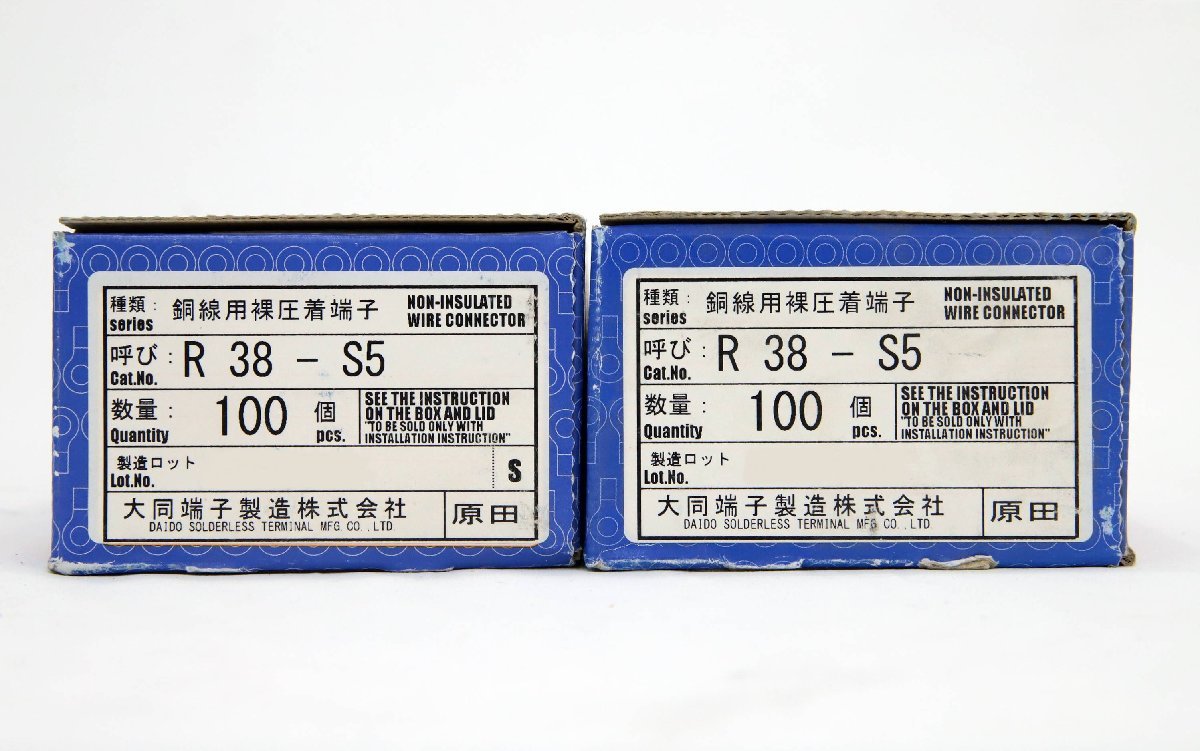 種類: 銅線用裸圧着端子 NON-INSULATED
series WIRE CONNECTOR
呼び: R 38 - S5
Cat.No.
数量: 100 個 SEE THE INSTRUCTION
ON THE BOX AND LID
Quantity pcs. "TO BE SOLD ONLY WITH
INSTALLATION INSTRUCTION"
製造ロット
Lot.No. S
大同端子製造株式会社 原田
DAIDO SOLDERLESS TERMINAL MFG CO.,LTD.
種類: 銅線用裸圧着端子 NON-INSULATED
series WIRE CONNECTOR
呼び: R 38 - S5
Cat.No.
数量: 100 個 SEE THE INSTRUCTION
ON THE BOX AND LID
Quantity pcs. "TO BE SOLD ONLY WITH
INSTALLATION INSTRUCTION"
製造ロット
Lot.No.
大同端子製造株式会社 原田
DAIDO SOLDERLESS TERMINAL MFG CO.,LTD